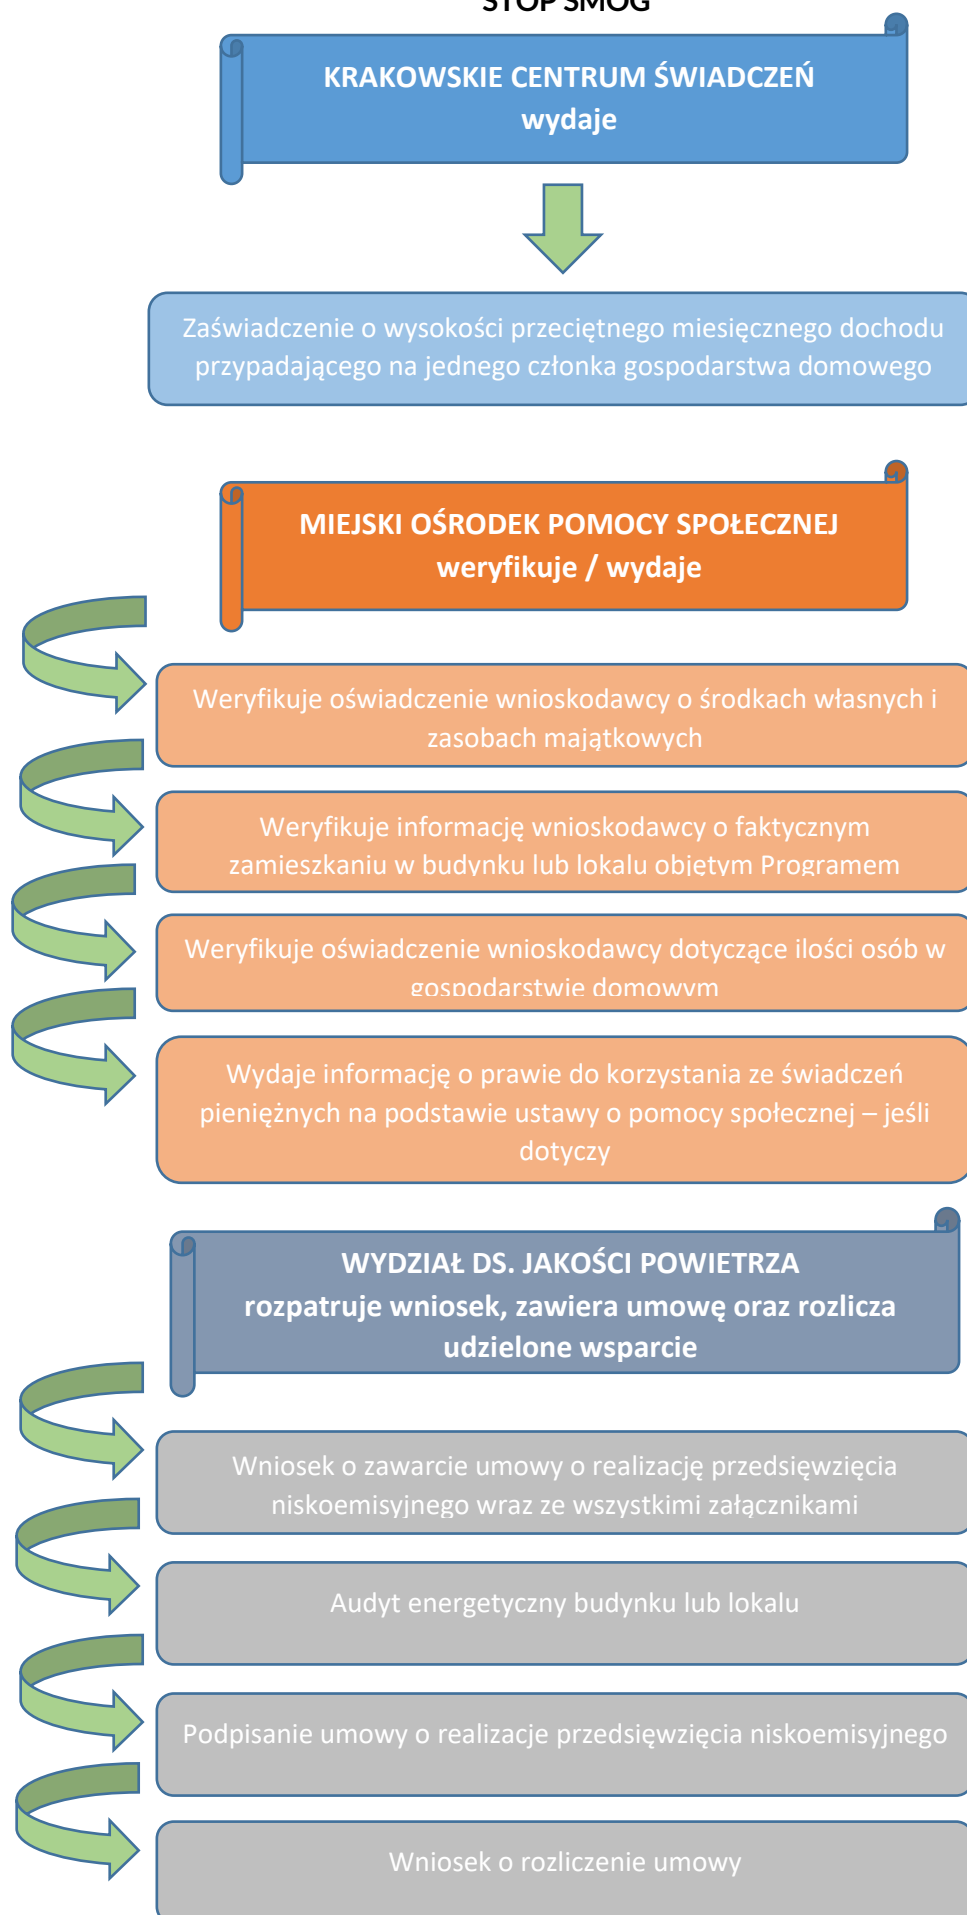 STOP SMOG
KRAKOWSKIE CENTRUM ŚWIADCZEŃ
wydaje
Zaświadczenie o wysokości przeciętnego miesięcznego dochodu
przypadającego na jednego członka gospodarstwa domowego
MIEJSKI OŚRODEK POMOCY SPOŁECZNEJ
weryfikuje / wydaje
Weryfikuje oświadczenie wnioskodawcy o środkach własnych i
zasobach majątkowych
Weryfikuje informację wnioskodawcy o faktycznym
zamieszkaniu w budynku lub lokalu objętym Programem
Weryfikuje oświadczenie wnioskodawcy dotyczące ilości osób w
gospodarstwie domowym
Wydaje informację o prawie do korzystania ze świadczeń
pieniężnych na podstawie ustawy o pomocy społecznej – jeśli
dotyczy
WYDZIAŁ DS. JAKOŚCI POWIETRZA
rozpatruje wniosek, zawiera umowę oraz rozlicza
udzielone wsparcie
Wniosek o zawarcie umowy o realizację przedsięwzięcia
niskoemisyjnego wraz ze wszystkimi załącznikami
Audyt energetyczny budynku lub lokalu
Podpisanie umowy o realizacje przedsięwzięcia niskoemisyjnego
Wniosek o rozliczenie umowy